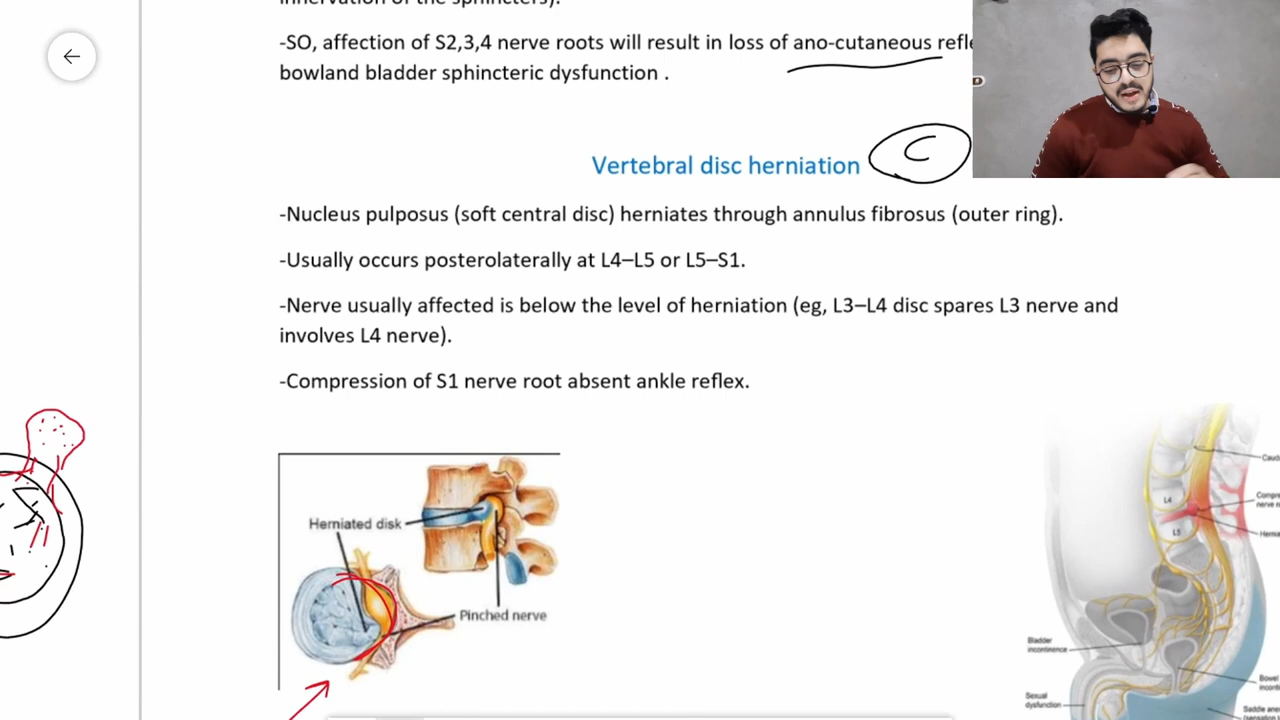 -SO, affection of S2,3,4 nerve roots will result in loss of ano-cutaneous
bowland bladder sphincteric dysfunction .
C
Vertebral disc herniation
-Nucleus pulposus (soft central disc) herniates through annulus fibrosus (outer ring).
-Usually occurs posterolaterally at L4–L5 or L5–S1.
-Nerve usually affected is below the level of herniation (eg, L3–L4 disc spares L3 nerve and
involves L4 nerve).
-Compression of S1 nerve root absent ankle reflex.
Herniated disk
Pinched nerve
L4
L5
nerve
Bladder
incontinence
Sexual
dysfunction
Bowel